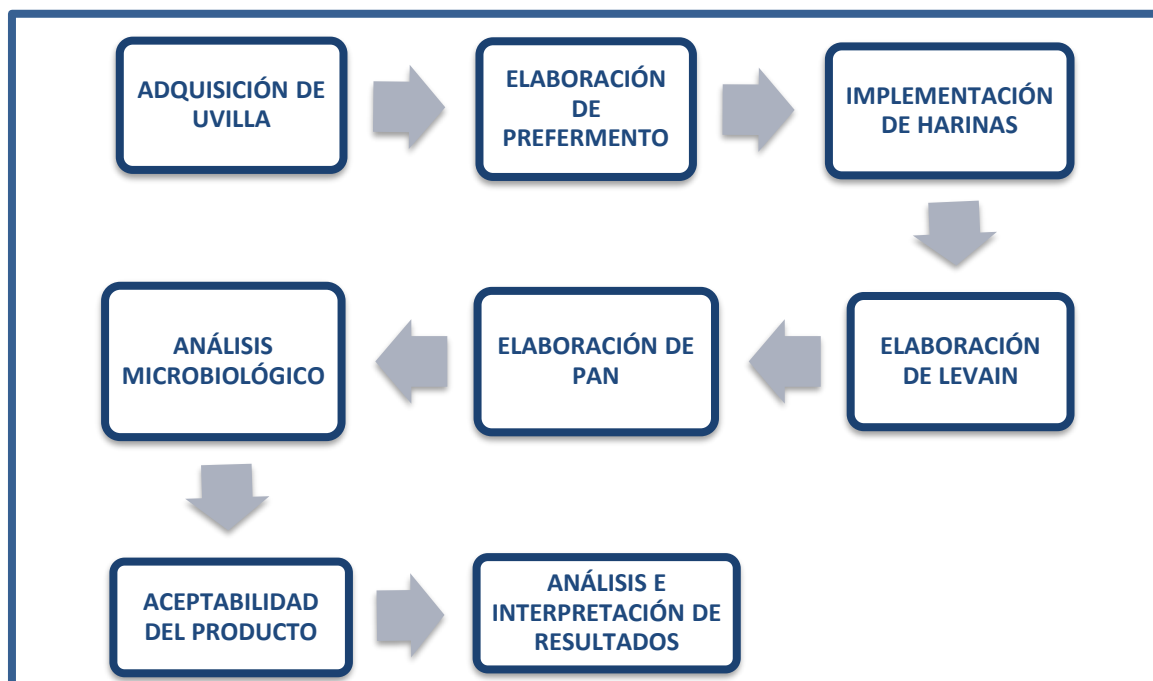 ADQUISICIÓN DE
UVILLA
ELABORACIÓN
DE
PREFERMENTO
IMPLEMENTACIÓN
DE HARINAS
ELABORACIÓN
DE LEVAIN
ELABORACIÓN DE
PAN
ANÁLISIS
MICROBIOLÓGICO
ACEPTABILIDAD
DEL PRODUCTO
ANÁLISIS E
INTERPRETACIÓN DE
RESULTADOS